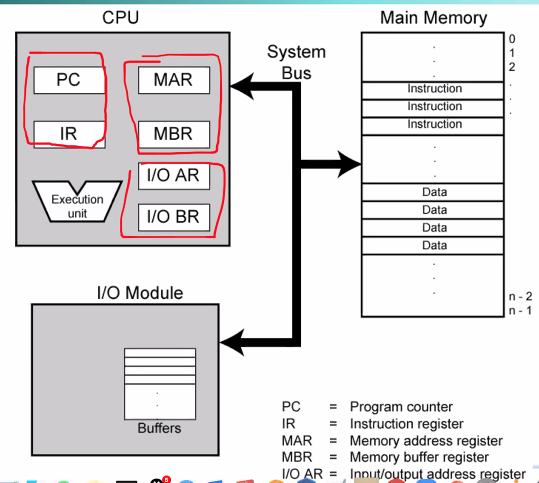 CPU
Main Memory
System
Bus
PC
MAR
IR
MBR
I/O AR
I/O BR
Execution
unit
0
1
2
.
.
.
.
.
.
Instruction
Instruction
Instruction
.
.
.
Data
Data
Data
Data
.
.
.
n - 2
n - 1
I/O Module
.
.
.
Buffers
PC = Program counter
IR = Instruction register
MAR = Memory address register
MBR = Memory buffer register
I/O AR = Input/output address register